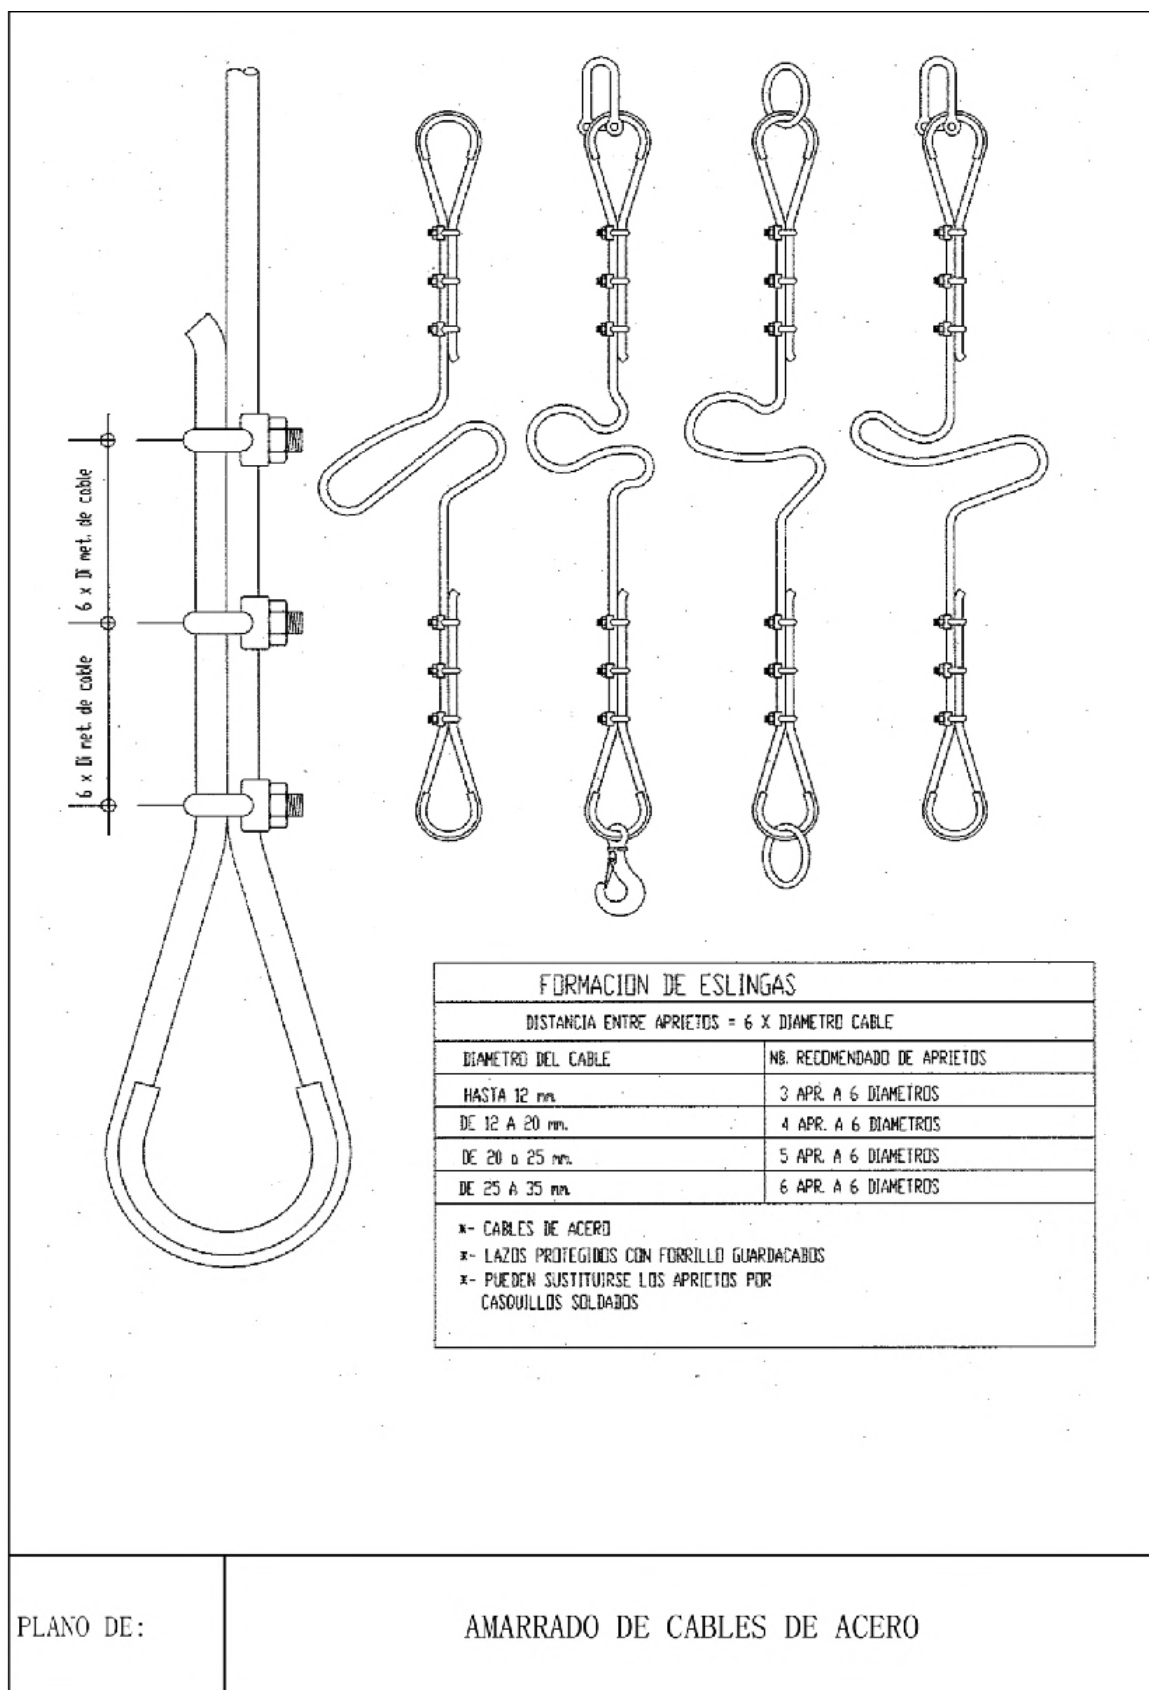 6 x Di met. de cable
6 x Di met. de cable
FORMACION DE ESLINGAS
DISTANCIA ENTRE APRIETOS = 6 X DIAMETRO CABLE
DIAMETRO DEL CABLE
Nº. RECOMENDADO DE APRIETOS
HASTA 12 mm.
3 APR. A 6 DIAMETROS
DE 12 A 20 mm.
4 APR. A 6 DIAMETROS
DE 20 a 25 mm.
5 APR. A 6 DIAMETROS
DE 25 A 35 mm.
6 APR. A 6 DIAMETROS
*- CABLES DE ACERO
*- LAZOS PROTEGIDOS CON FORRILLO GUARDACABOS
*- PUEDEN SUSTITUIRSE LOS APRIETOS POR
CASQUILLOS SOLDADOS
PLANO DE:
AMARRADO DE CABLES DE ACERO